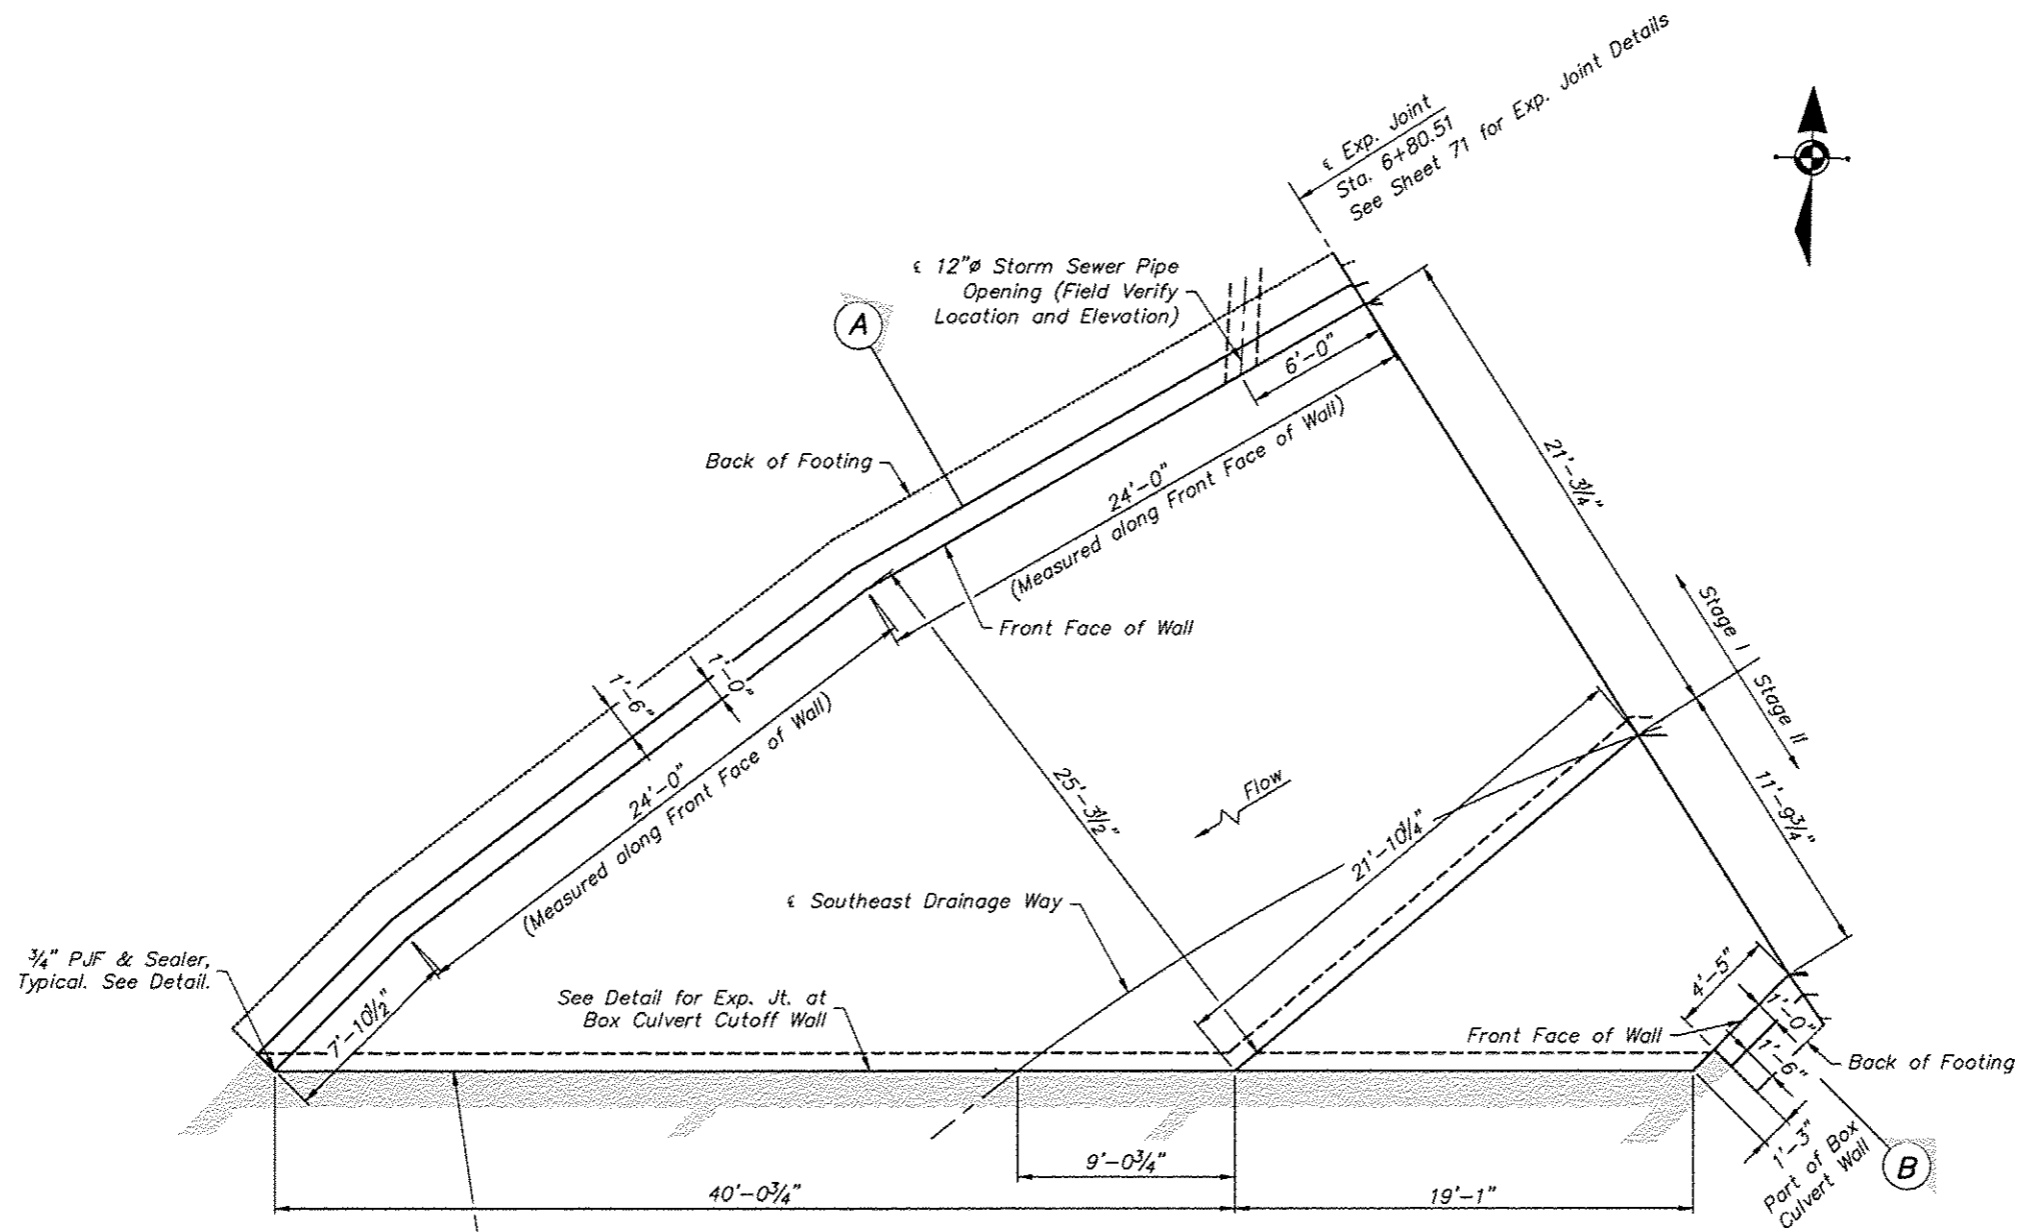 ℄ Exp. Joint
Sta. 6+80.51
See Sheet 71 for Exp. Joint Details
℄ 12"ø Storm Sewer Pipe
Opening (Field Verify
Location and Elevation)
A
6'-0"
Back of Footing
24'-0"
(Measured along Front Face of Wall)
21'-3/4"
Front Face of Wall
Stage I
Stage II
1'-6"
1'-0"
24'-0"
(Measured along Front Face of Wall)
25'-3½"
Flow
21'-10¼"
11'-9¾"
℄ Southeast Drainage Way
¾" PJF & Sealer,
Typical. See Detail.
7'-10½"
See Detail for Exp. Jt. at
Box Culvert Cutoff Wall
4'-5"
1'-0"
Front Face of Wall
1'-6"
Back of Footing
1'-3"
Part of Box
Culvert Wall
B
9'-0¾"
40'-0¾"
19'-1"